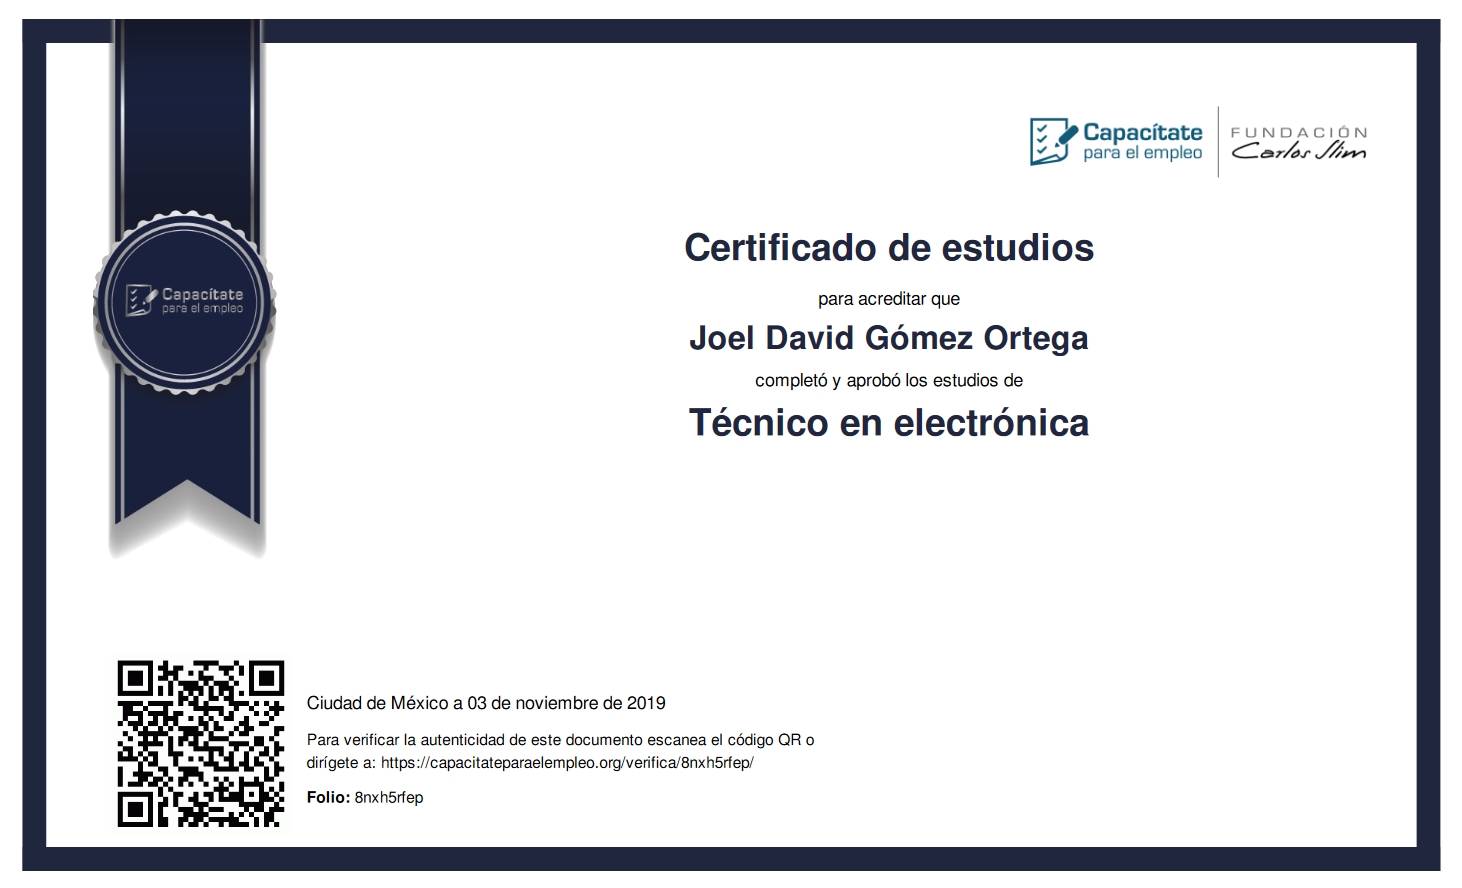 Capacítate
para el empleo
FUNDACIÓN
Carlos Slim
Certificado de estudios
para acreditar que
Joel David Gómez Ortega
completó y aprobó los estudios de
Técnico en electrónica
Capacítate
para el empleo
Ciudad de México a 03 de noviembre de 2019
Para verificar la autenticidad de este documento escanea el código QR o
dirígete a: https://capacitateparaelempleo.org/verifica/8nxh5rfep/
Folio: 8nxh5rfep